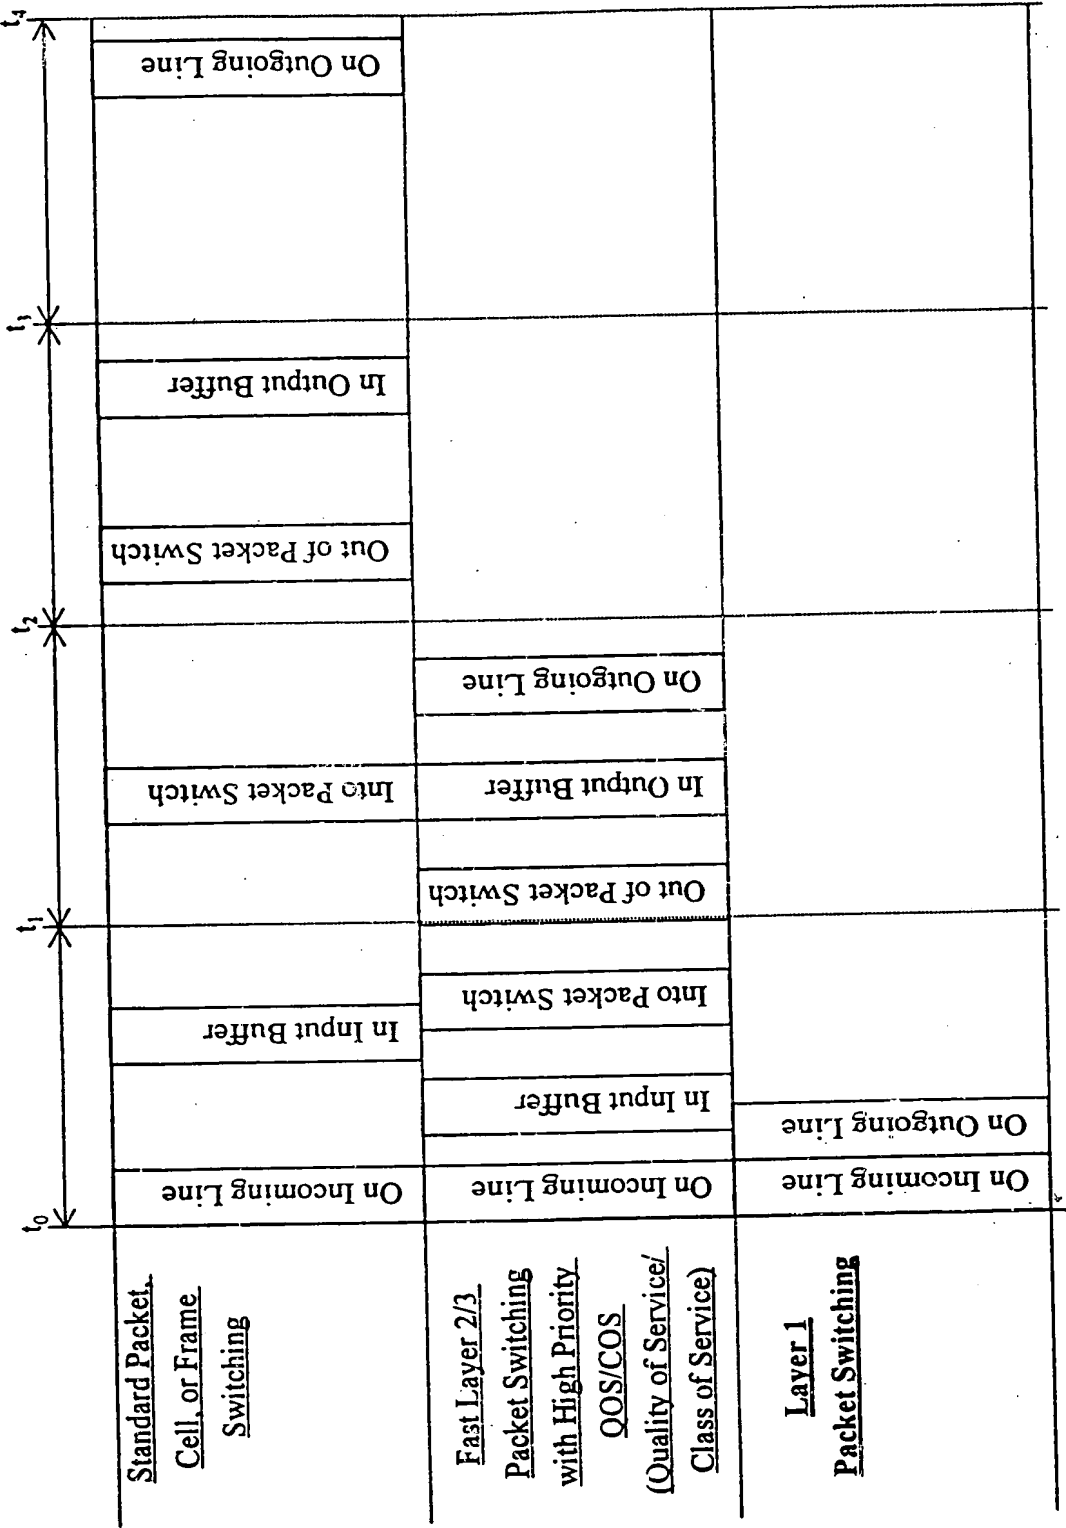 t0
t1
t2
t3
t4
Standard Packet,
Cell, or Frame
Switching
On Incoming Line
In Input Buffer
Into Packet Switch
Out of Packet Switch
In Output Buffer
On Outgoing Line
Fast Layer 2/3
Packet Switching
with High Priority
QOS/COS
(Quality of Service/
Class of Service)
On Incoming Line
In Input Buffer
Into Packet Switch
Out of Packet Switch
In Output Buffer
On Outgoing Line
Layer 1
Packet Switching
On Incoming Line
On Outgoing Line